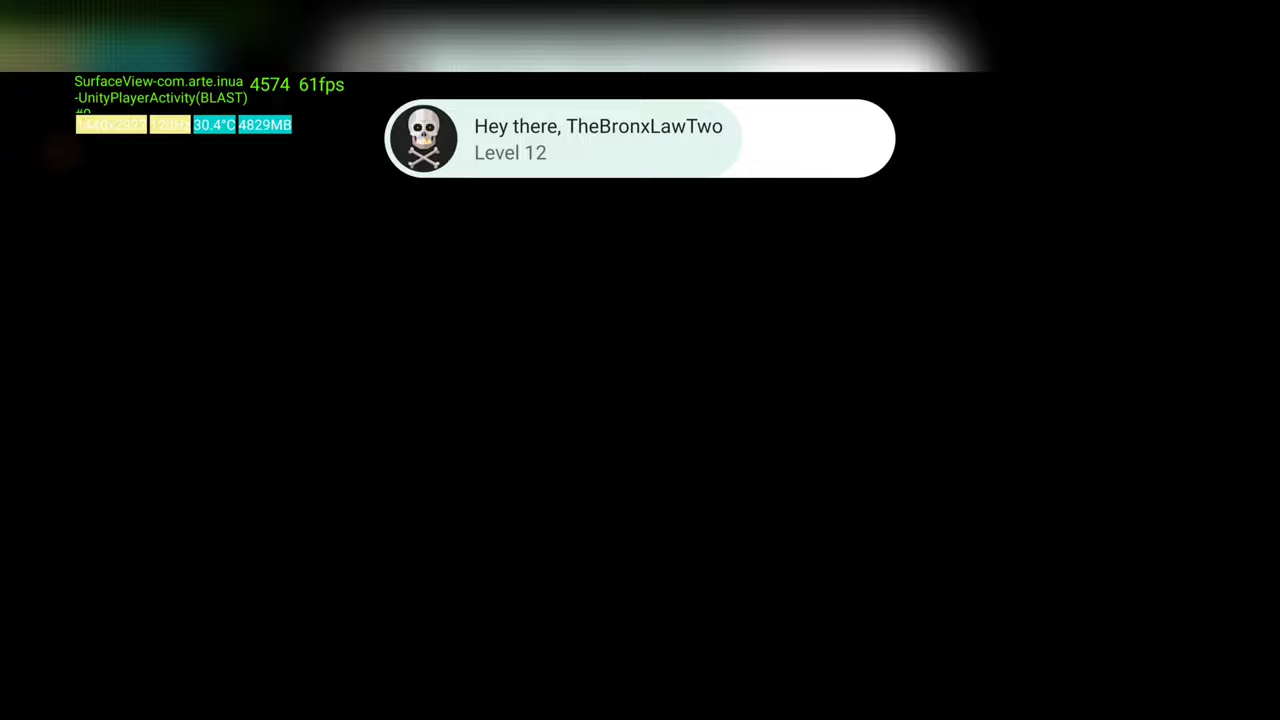 SurfaceView-com.arte.inua 4574 61fps
-UnityPlayerActivity(BLAST)
30.4°C 4829MB
Hey there, TheBronxLawTwo
Level 12